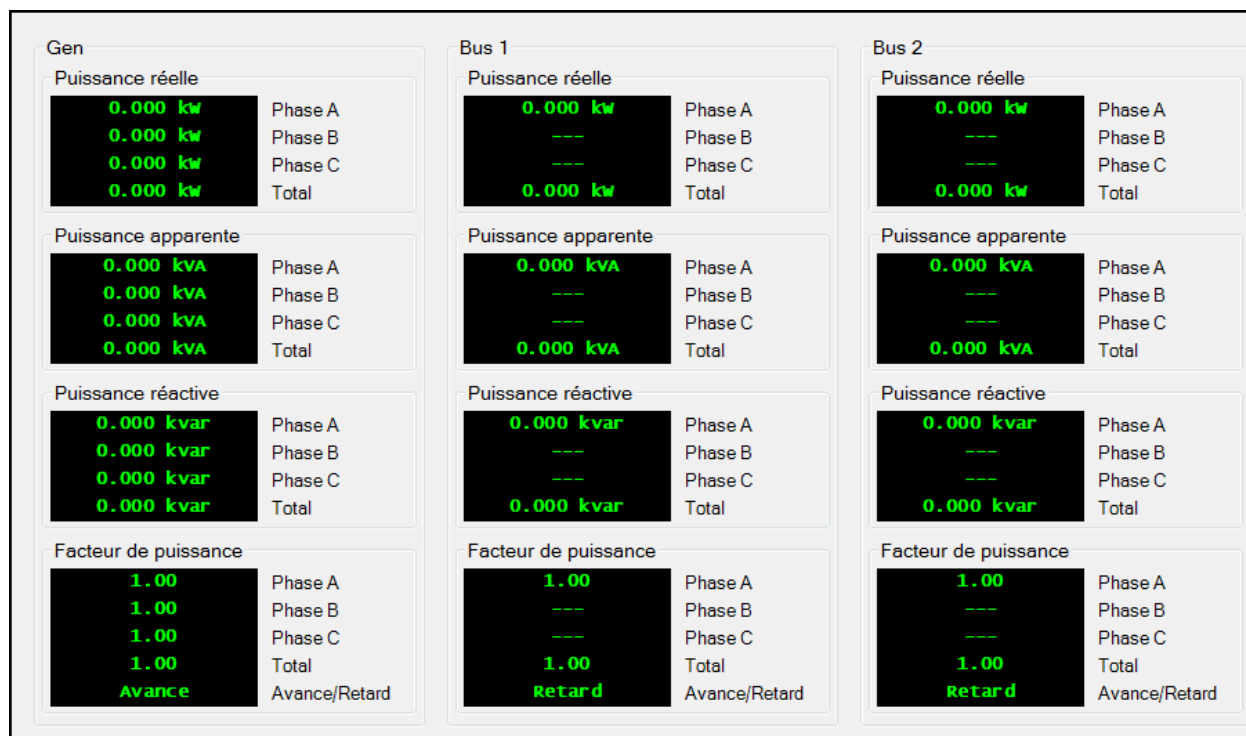 Gen
Puissance réelle
0.000 kW Phase A
0.000 kW Phase B
0.000 kW Phase C
0.000 kW Total
Puissance apparente
0.000 kVA Phase A
0.000 kVA Phase B
0.000 kVA Phase C
0.000 kVA Total
Puissance réactive
0.000 kvar Phase A
0.000 kvar Phase B
0.000 kvar Phase C
0.000 kvar Total
Facteur de puissance
1.00 Phase A
1.00 Phase B
1.00 Phase C
1.00 Total
Avance Avance/Retard
Bus 1
Puissance réelle
0.000 kW Phase A
--- Phase B
--- Phase C
0.000 kW Total
Puissance apparente
0.000 kVA Phase A
--- Phase B
--- Phase C
0.000 kVA Total
Puissance réactive
0.000 kvar Phase A
--- Phase B
--- Phase C
0.000 kvar Total
Facteur de puissance
1.00 Phase A
--- Phase B
--- Phase C
1.00 Total
Retard Avance/Retard
Bus 2
Puissance réelle
0.000 kW Phase A
--- Phase B
--- Phase C
0.000 kW Total
Puissance apparente
0.000 kVA Phase A
--- Phase B
--- Phase C
0.000 kVA Total
Puissance réactive
0.000 kvar Phase A
--- Phase B
--- Phase C
0.000 kvar Total
Facteur de puissance
1.00 Phase A
--- Phase B
--- Phase C
1.00 Total
Retard Avance/Retard